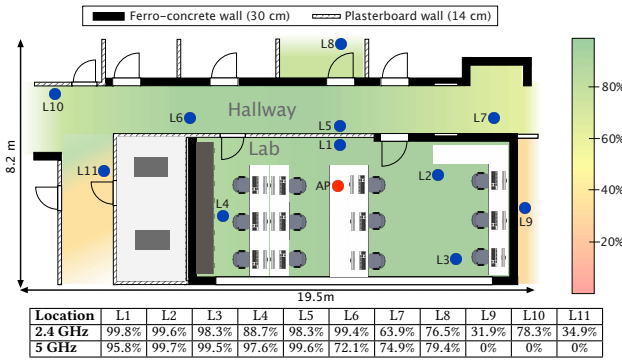 Ferro-concrete wall (30 cm) Plasterboard wall (14 cm)
L8
L10
Hallway
L6
L5
L7
80%
60%
40%
20%
8.2 m
Lab
L1
L11
AP
L2
L4
L9
L3
19.5m
Location L1 L2 L3 L4 L5 L6 L7 L8 L9 L10 L11
2.4 GHz 99.8% 99.6% 98.3% 88.7% 98.3% 99.4% 63.9% 76.5% 31.9% 78.3% 34.9%
5 GHz 95.8% 99.7% 99.5% 97.6% 99.6% 72.1% 74.9% 79.4% 0% 0% 0%